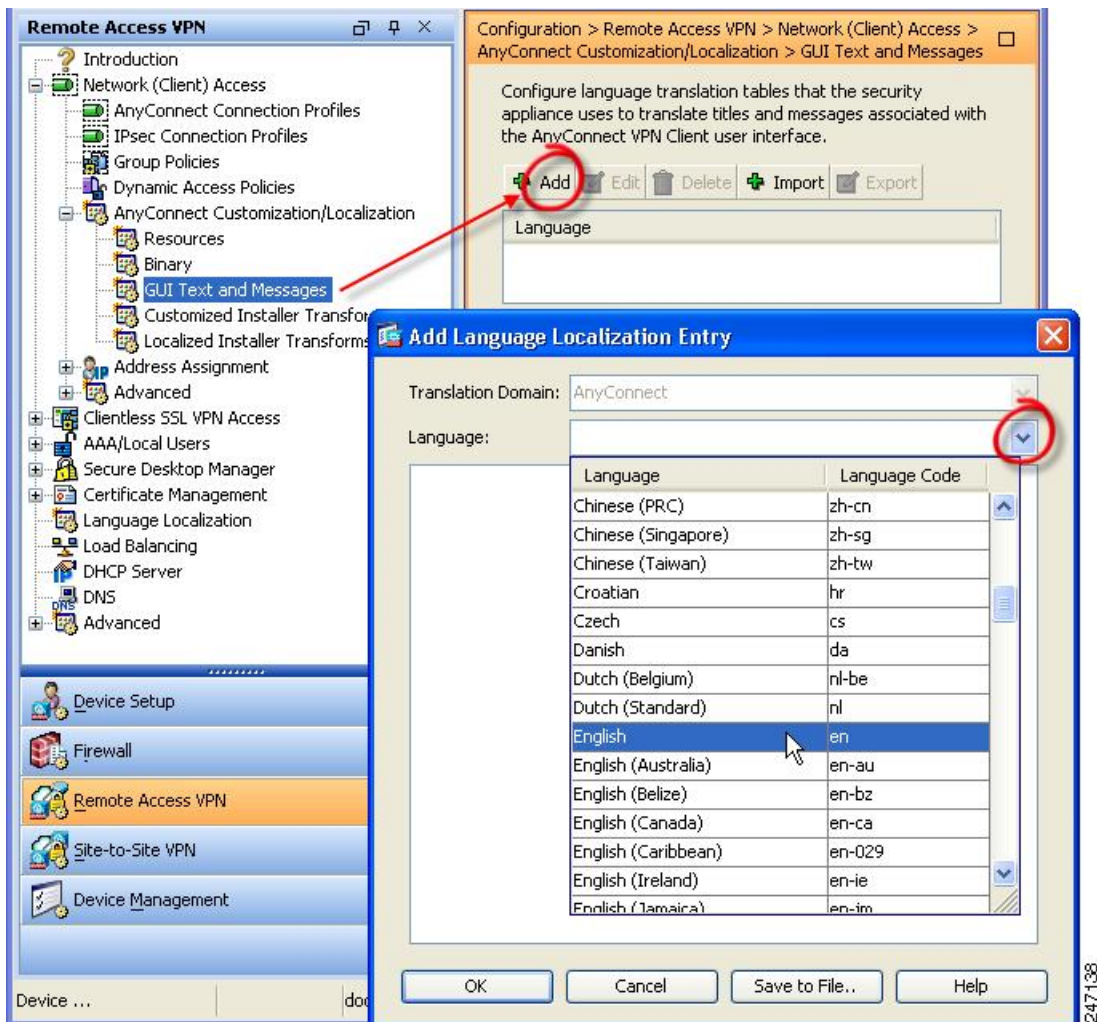 Remote Access VPN
Introduction
Network (Client) Access
AnyConnect Connection Profiles
IPsec Connection Profiles
Group Policies
Dynamic Access Policies
AnyConnect Customization/Localization
Resources
Binary
GUI Text and Messages
Customized Installer Transfor
Localized Installer Transforms
Address Assignment
Advanced
Clientless SSL VPN Access
AAA/Local Users
Secure Desktop Manager
Certificate Management
Language Localization
Load Balancing
DHCP Server
DNS
Advanced
Device Setup
Firewall
Remote Access VPN
Site-to-Site VPN
Device Management
Device ...
doc
Configuration > Remote Access VPN > Network (Client) Access >
AnyConnect Customization/Localization > GUI Text and Messages
Configure language translation tables that the security
appliance uses to translate titles and messages associated with
the AnyConnect VPN Client user interface.
Add Edit Delete Import Export
Language
Add Language Localization Entry
Translation Domain: AnyConnect
Language:
Language Language Code
Chinese (PRC) zh-cn
Chinese (Singapore) zh-sg
Chinese (Taiwan) zh-tw
Croatian hr
Czech cs
Danish da
Dutch (Belgium) nl-be
Dutch (Standard) nl
English en
English (Australia) en-au
English (Belize) en-bz
English (Canada) en-ca
English (Caribbean) en-029
English (Ireland) en-ie
English (Jamaica) en-jm
OK Cancel Save to File.. Help
247138